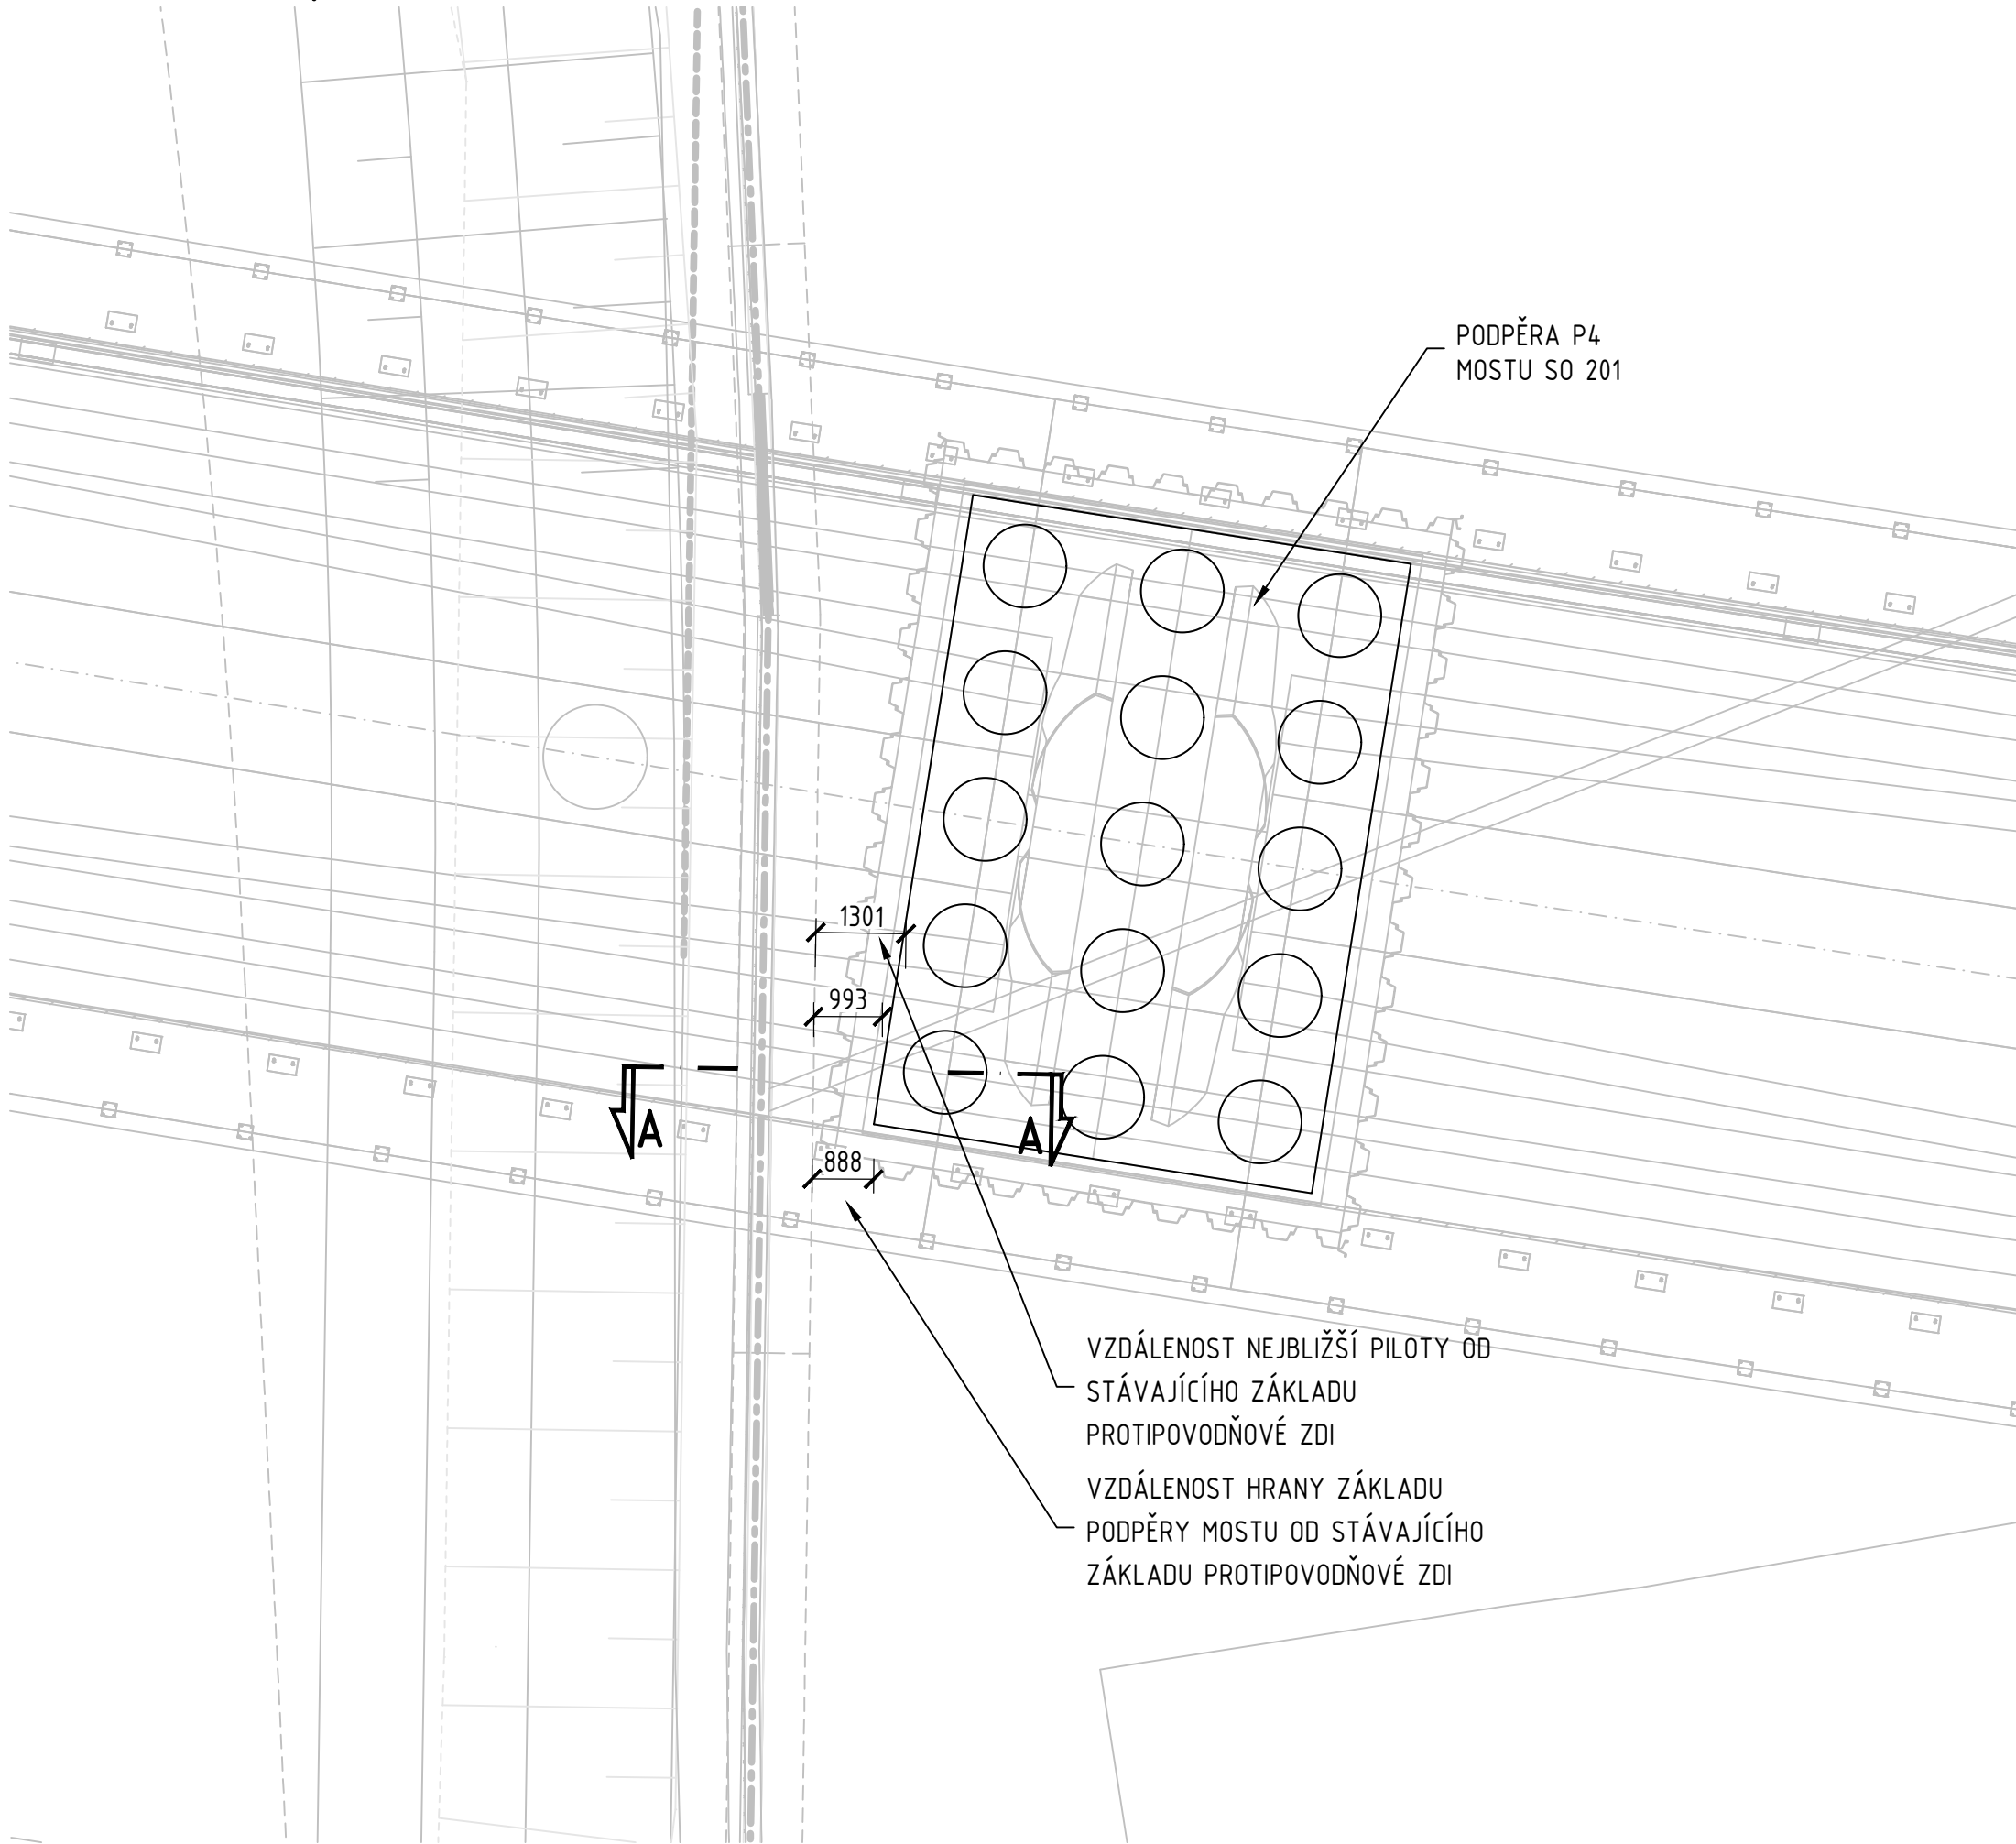 PODPĚRA P4
MOSTU SO 201
1301
993
A
A
888
VZDÁLENOST NEJBLIŽŠÍ PILOTY OD
STÁVAJÍCÍHO ZÁKLADU
PROTIPOVODŇOVÉ ZDI
VZDÁLENOST HRANY ZÁKLADU
PODPĚRY MOSTU OD STÁVAJÍCÍHO
ZÁKLADU PROTIPOVODŇOVÉ ZDI